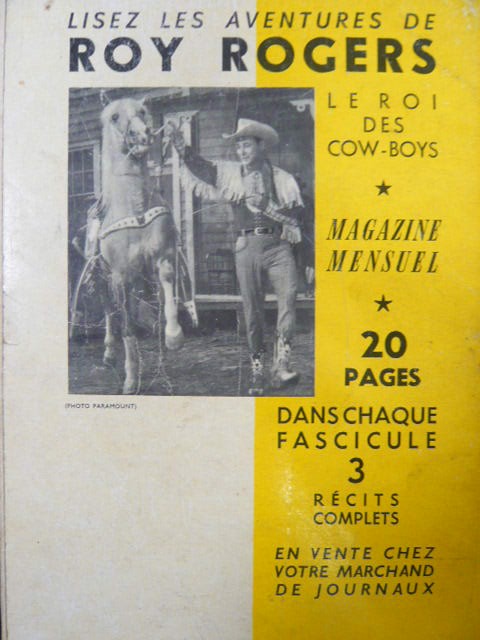 LISEZ LES AVENTURES DE
ROY ROGERS
LE ROI
DES
COW-BOYS
★
MAGAZINE
MENSUEL
★
20
PAGES
(PHOTO PARAMOUNT)
DANS CHAQUE
FASCICULE
3
RÉCITS
COMPLETS
EN VENTE CHEZ
VOTRE MARCHAND
DE JOURNAUX